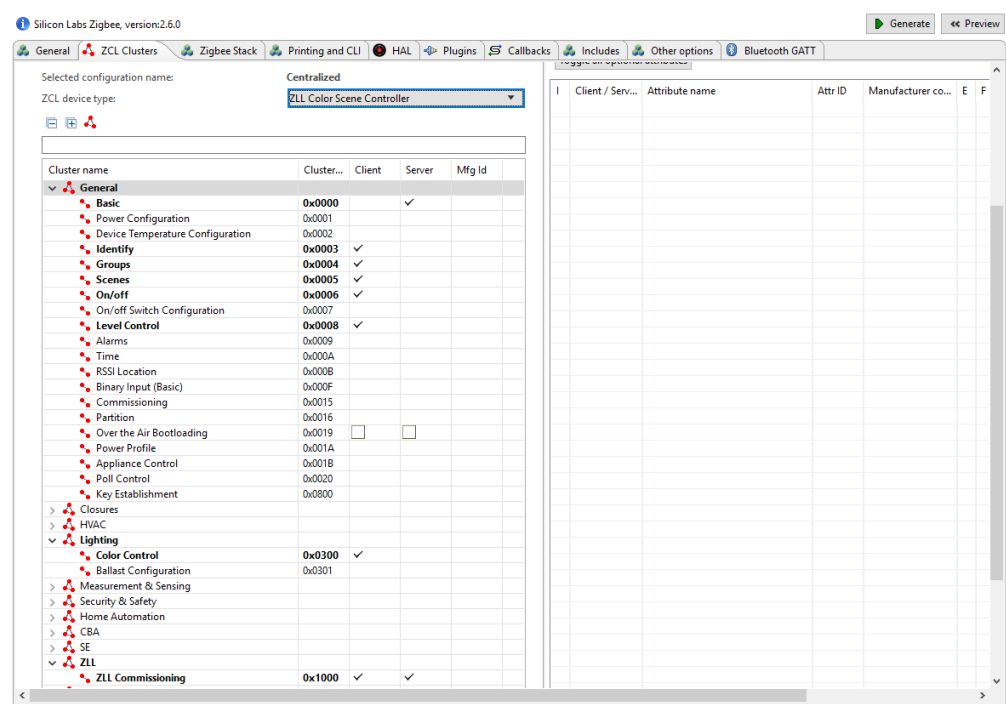 Silicon Labs Zigbee, version:2.6.0 Generate Preview
General ZCL Clusters Zigbee Stack Printing and CLI HAL Plugins Callbacks Includes Other options Bluetooth GATT
Selected configuration name: Centralized
Toggle all optional attributes
ZCL device type: ZLL Color Scene Controller
I Client / Serv... Attribute name Attr ID Manufacturer co... E F
Cluster name Cluster... Client Server Mfg Id
General
Basic 0x0000
Power Configuration 0x0001
Device Temperature Configuration 0x0002
Identify 0x0003
Groups 0x0004
Scenes 0x0005
On/off 0x0006
On/off Switch Configuration 0x0007
Level Control 0x0008
Alarms 0x0009
Time 0x000A
RSSI Location 0x000B
Binary Input (Basic) 0x000F
Commissioning 0x0015
Partition 0x0016
Over the Air Bootloading 0x0019
Power Profile 0x001A
Appliance Control 0x001B
Poll Control 0x0020
Key Establishment 0x0800
Closures
HVAC
Lighting
Color Control 0x0300
Ballast Configuration 0x0301
Measurement & Sensing
Security & Safety
Home Automation
CBA
SE
ZLL
ZLL Commissioning 0x1000